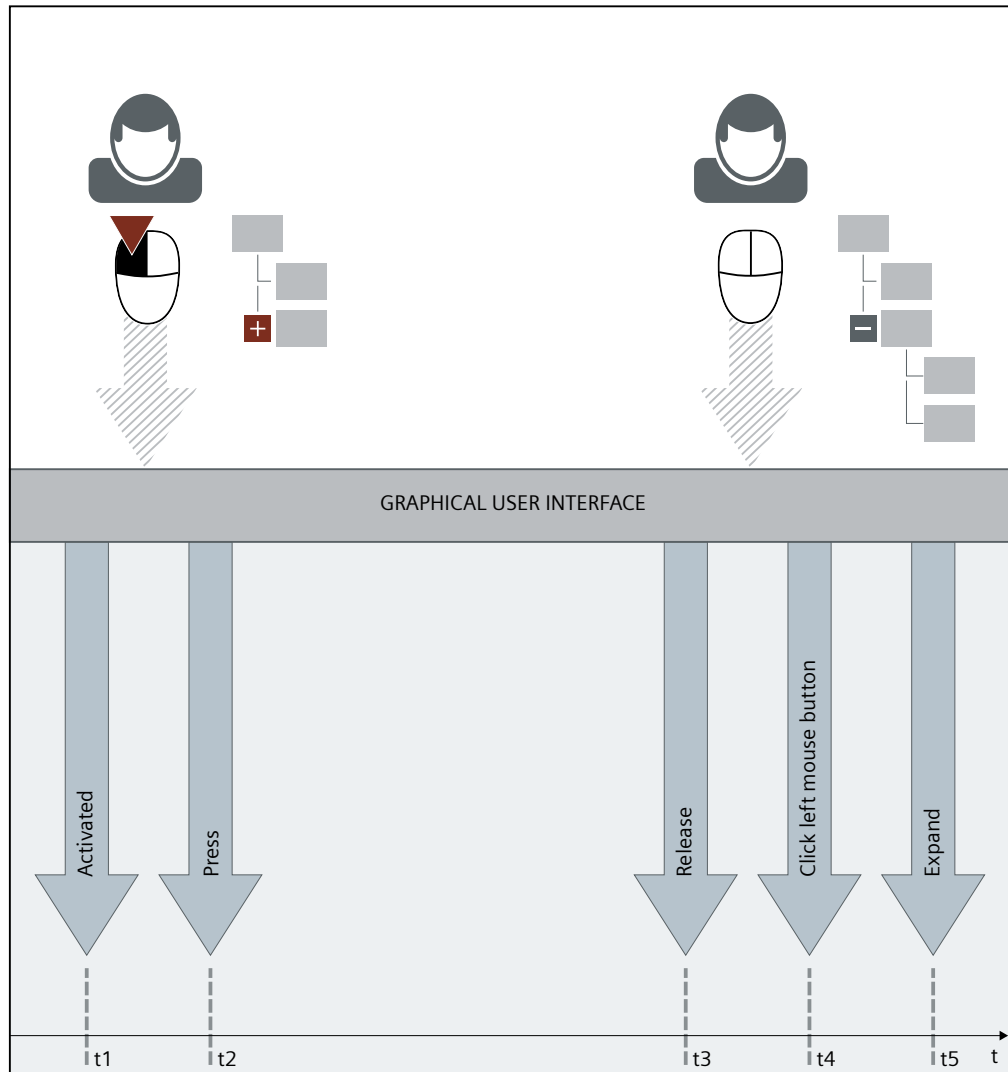 GRAPHICAL USER INTERFACE
Activated
Press
Release
Click left mouse button
Expand
t1
t2
t3
t4
t5
t